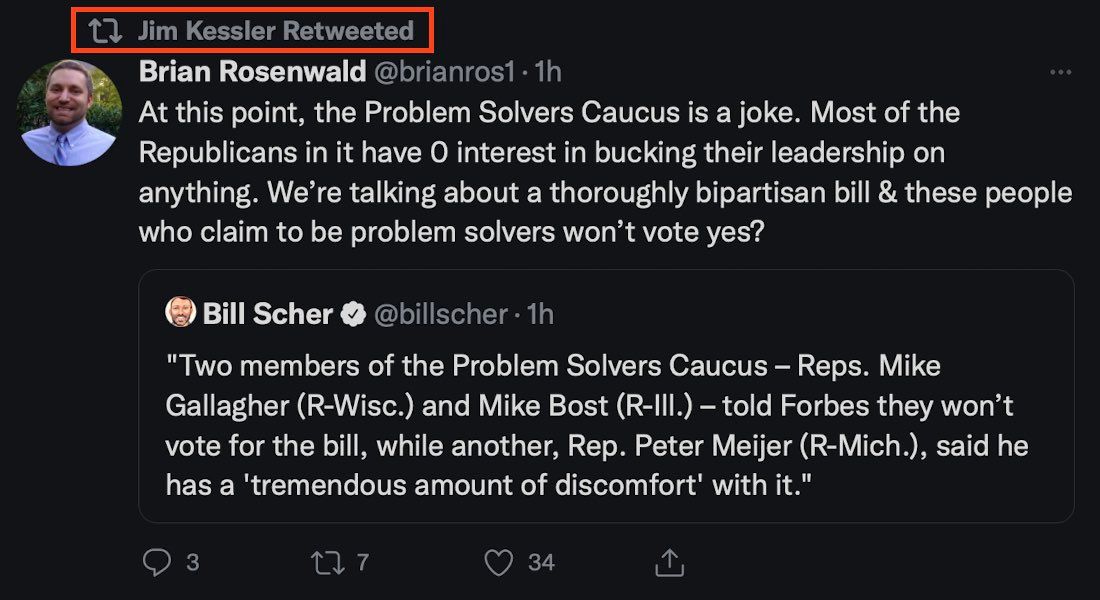 Jim Kessler Retweeted
Brian Rosenwald @brianros1 · 1h
At this point, the Problem Solvers Caucus is a joke. Most of the
Republicans in it have 0 interest in bucking their leadership on
anything. We’re talking about a thoroughly bipartisan bill & these people
who claim to be problem solvers won’t vote yes?
Bill Scher @billscher · 1h
"Two members of the Problem Solvers Caucus – Reps. Mike
Gallagher (R-Wisc.) and Mike Bost (R-Ill.) – told Forbes they won’t
vote for the bill, while another, Rep. Peter Meijer (R-Mich.), said he
has a 'tremendous amount of discomfort' with it."
3 7 34